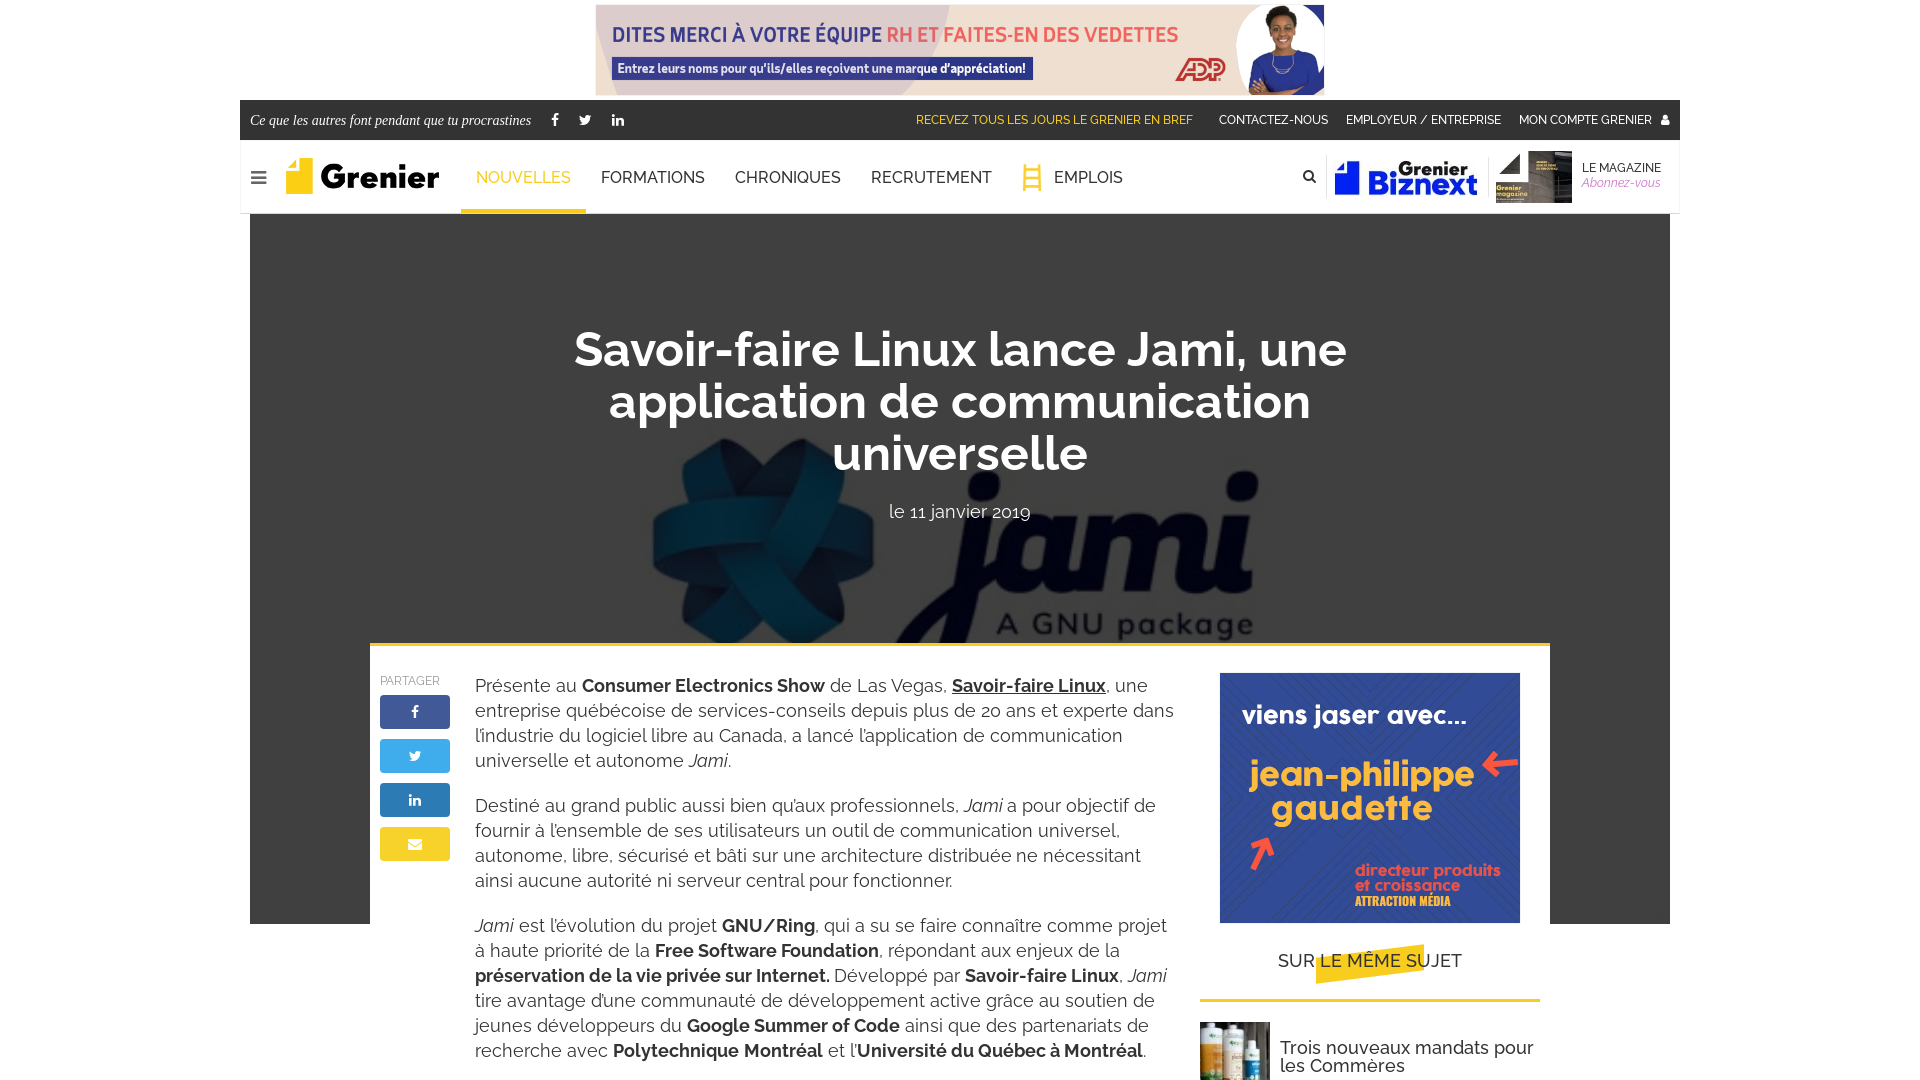 DITES MERCI À VOTRE ÉQUIPE RH ET FAITES-EN DES VEDETTES
Entrez leurs noms pour qu'ils/elles reçoivent une marque d'appréciation!
ADP
Ce que les autres font pendant que tu procrastines
RECEVEZ TOUS LES JOURS LE GRENIER EN BREF
CONTACTEZ-NOUS
EMPLOYEUR / ENTREPRISE
MON COMPTE GRENIER
Grenier
NOUVELLES
FORMATIONS
CHRONIQUES
RECRUTEMENT
EMPLOIS
Grenier
Biznext
Grenier
magazine
LE MAGAZINE
Abonnez-vous
Savoir-faire Linux lance Jami, une
application de communication
universelle
le 11 janvier 2019
jami
A GNU package
PARTAGER
Présente au Consumer Electronics Show de Las Vegas, Savoir-faire Linux, une
entreprise québécoise de services-conseils depuis plus de 20 ans et experte dans
l’industrie du logiciel libre au Canada, a lancé l’application de communication
universelle et autonome Jami.
Destiné au grand public aussi bien qu’aux professionnels, Jami a pour objectif de
fournir à l’ensemble de ses utilisateurs un outil de communication universel,
autonome, libre, sécurisé et bâti sur une architecture distribuée ne nécessitant
ainsi aucune autorité ni serveur central pour fonctionner.
Jami est l’évolution du projet GNU/Ring, qui a su se faire connaître comme projet
à haute priorité de la Free Software Foundation, répondant aux enjeux de la
préservation de la vie privée sur Internet. Développé par Savoir-faire Linux, Jami
tire avantage d’une communauté de développement active grâce au soutien de
jeunes développeurs du Google Summer of Code ainsi que des partenariats de
recherche avec Polytechnique Montréal et l’Université du Québec à Montréal.
viens jaser avec...
jean-philippe
gaudette
directeur produits
et croissance
ATTRACTION MÉDIA
SUR LE MÊME SUJET
Trois nouveaux mandats pour
les Commères